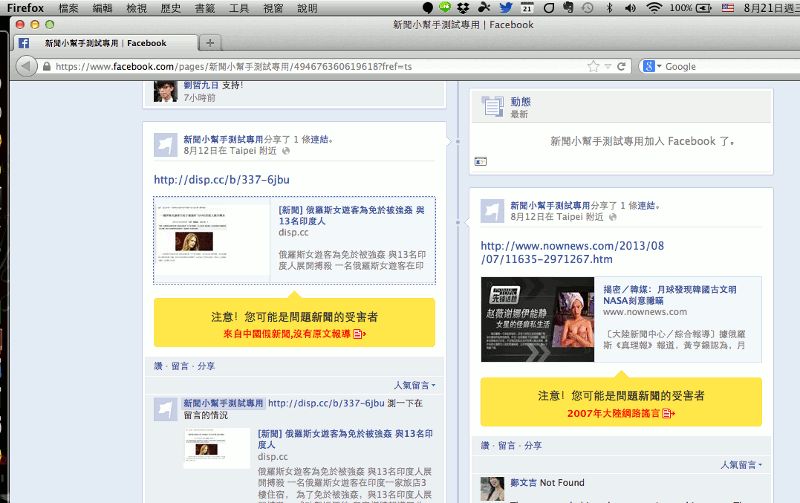 Firefox 檔案 編輯 檢視 歷史 書籤 工具 視窗 說明
21 100% 8月21日週三
新聞小幫手測試專用 | Facebook
新聞小幫手測試專用 | Facebook
https://www.facebook.com/pages/新聞小幫手測試專用/494676360619618?fref=ts
Google
劉習九日 支持!
7小時前
新聞小幫手測試專用分享了 1 條連結。
8月12日在 Taipei 附近
http://disp.cc/b/337-6jbu
[新聞] 俄羅斯女遊客為免於被強姦 與
13名印度人
disp.cc
俄羅斯女遊客為免於被強姦 與13名印
度人展開搏殺 一名俄羅斯女遊客在印
注意! 您可能是問題新聞的受害者
來自中國假新聞,沒有原文報導
讚 · 留言 · 分享
人氣留言
新聞小幫手測試專用 http://disp.cc/b/337-6jbu 測一下在
留言的情況
[新聞] 俄羅斯女遊客為免於被強姦 與13名印度人
disp.cc
俄羅斯女遊客為免於被強姦 與13名印度人展
開搏殺 一名俄羅斯女遊客在印度一家旅店3
樓住宿, 為了免於被強姦, 與13名印度人展
動態
最新
新聞小幫手測試專用加入 Facebook 了。
新聞小幫手測試專用分享了 1 條連結。
8月12日在 Taipei 附近
http://www.nownews.com/2013/08
/07/11635-2971267.htm
趙薇謝娜伊能静
女星的怪癖私生活
揭密／韓媒: 月球發現韓國古文明
NASA刻意隱瞞
www.nownews.com
〔大陸新聞中心／綜合報導〕據俄羅
斯《真理報》報道, 黃亨錫認為, 月
注意! 您可能是問題新聞的受害者
2007年大陸網路謠言
讚 · 留言 · 分享
人氣留言
鄭文吉 Not Found